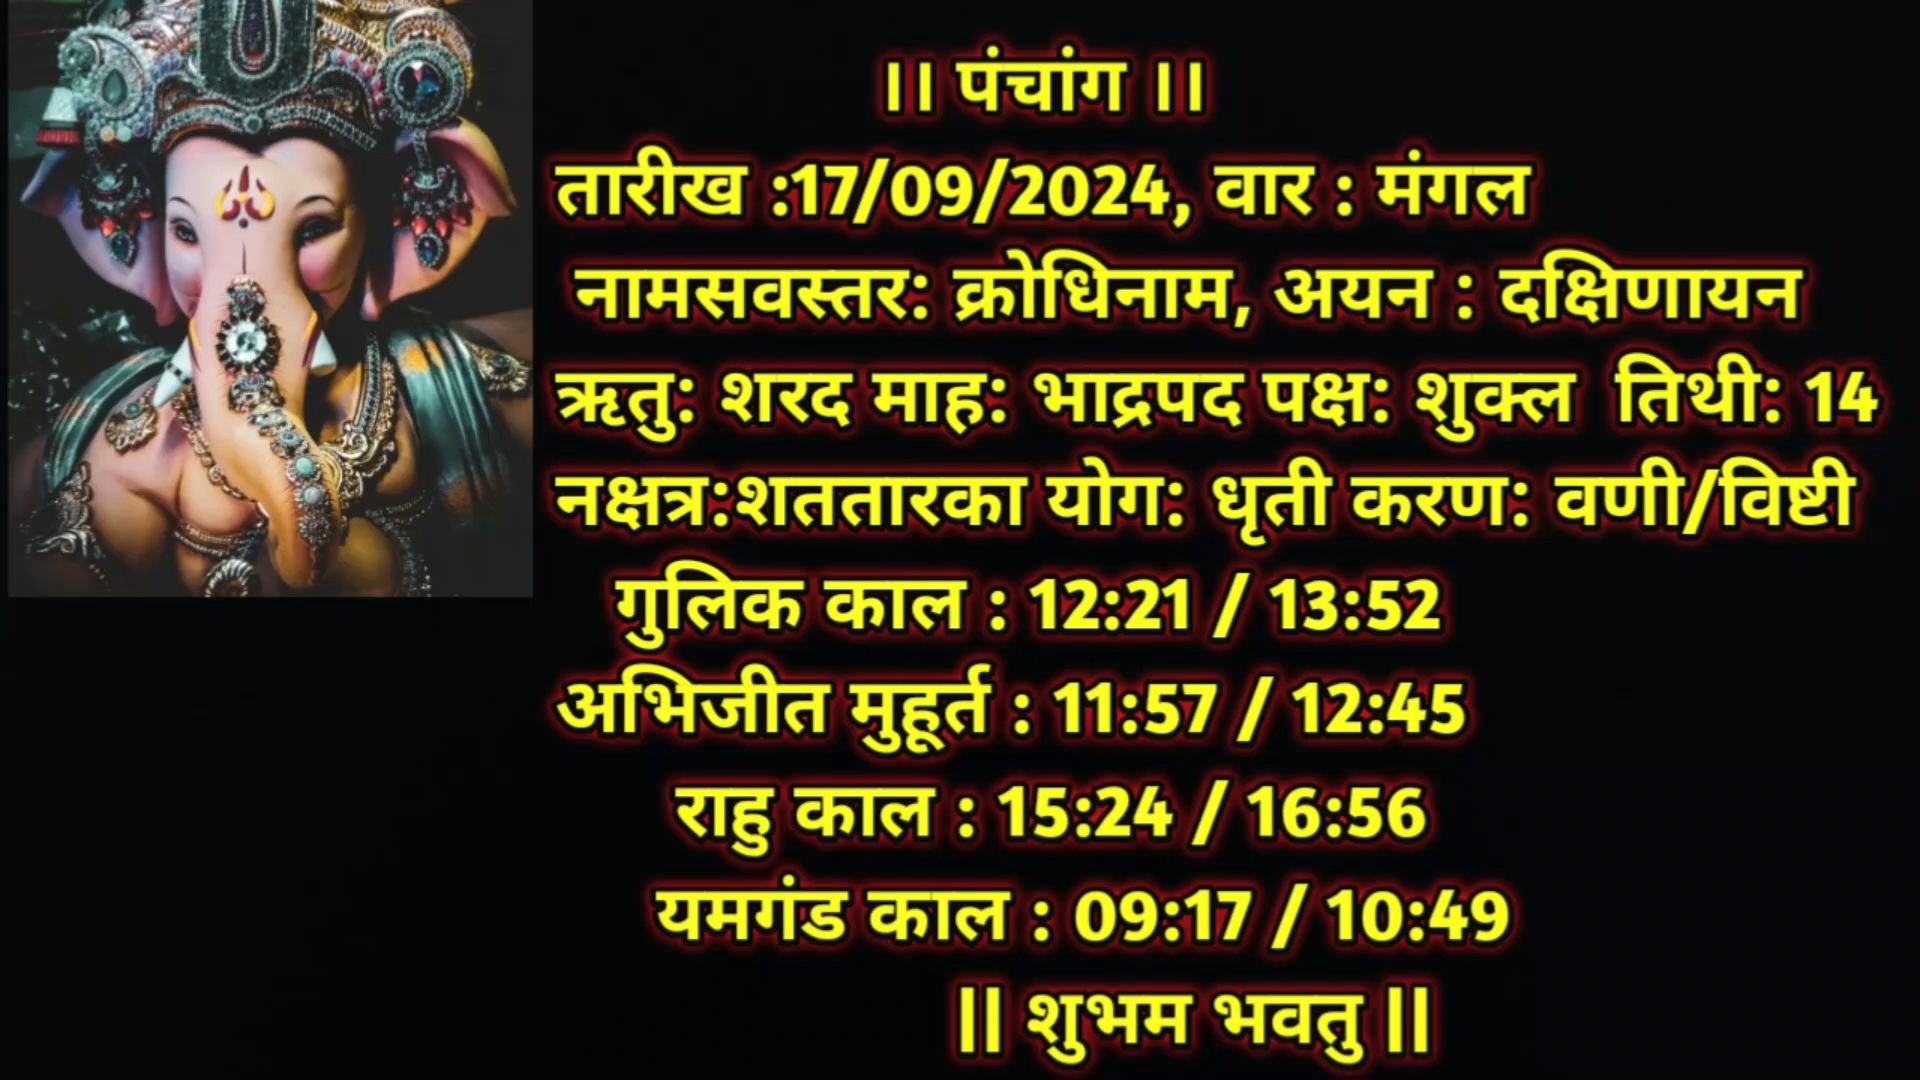 ।। पंचांग ।।
तारीख :17/09/2024, वार : मंगल
नामसवस्तर: क्रोधिनाम, अयन : दक्षिणायन
ऋतु: शरद माह: भाद्रपद पक्ष: शुक्ल तिथी: 14
नक्षत्र:शततारका योग: धृती करण: वणी/विष्टी
गुलिक काल : 12:21 / 13:52
अभिजीत मुहूर्त : 11:57 / 12:45
राहु काल : 15:24 / 16:56
यमगंड काल : 09:17 / 10:49
|| शुभम भवतु ||